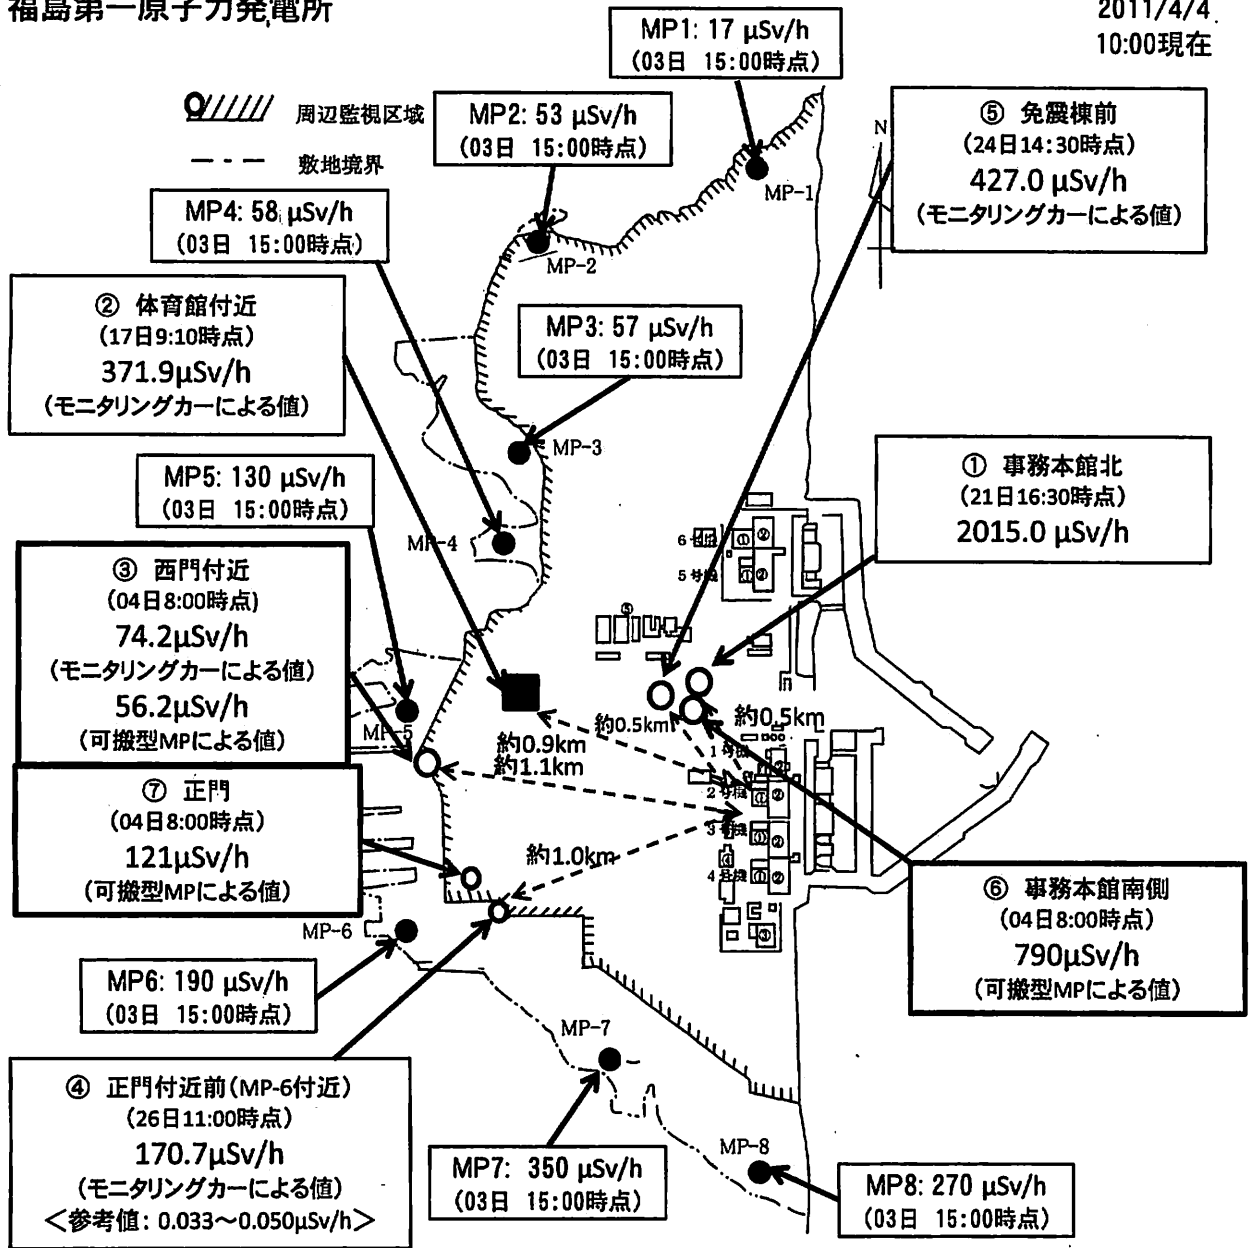 福島第一原子力発電所
2011/4/4
10:00現在
周辺監視区域
敷地境界
MP1: 17 μSv/h
(03日 15:00時点)
MP2: 53 μSv/h
(03日 15:00時点)
⑤ 免震棟前
(24日14:30時点)
427.0 μSv/h
(モニタリングカーによる値)
N
MP-1
MP4: 58 μSv/h
(03日 15:00時点)
MP-2
② 体育館付近
(17日9:10時点)
371.9μSv/h
(モニタリングカーによる値)
MP3: 57 μSv/h
(03日 15:00時点)
MP-3
① 事務本館北
(21日16:30時点)
2015.0 μSv/h
MP5: 130 μSv/h
(03日 15:00時点)
MP-4
6号機
① ②
5号機
① ②
③ 西門付近
(04日8:00時点)
74.2μSv/h
(モニタリングカーによる値)
56.2μSv/h
(可搬型MPによる値)
⑤
MP-5
約0.5km
約0.5km
約0.9km
約1.1km
1号機
②
2号機
① ②
3号機
① ②
4号機
① ②
④
③
⑦ 正門
(04日8:00時点)
121μSv/h
(可搬型MPによる値)
約1.0km
⑥ 事務本館南側
(04日8:00時点)
790μSv/h
(可搬型MPによる値)
MP-6
MP6: 190 μSv/h
(03日 15:00時点)
MP-7
④ 正門付近前(MP-6付近)
(26日11:00時点)
170.7μSv/h
(モニタリングカーによる値)
<参考値: 0.033～0.050μSv/h>
MP7: 350 μSv/h
(03日 15:00時点)
MP-8
MP8: 270 μSv/h
(03日 15:00時点)